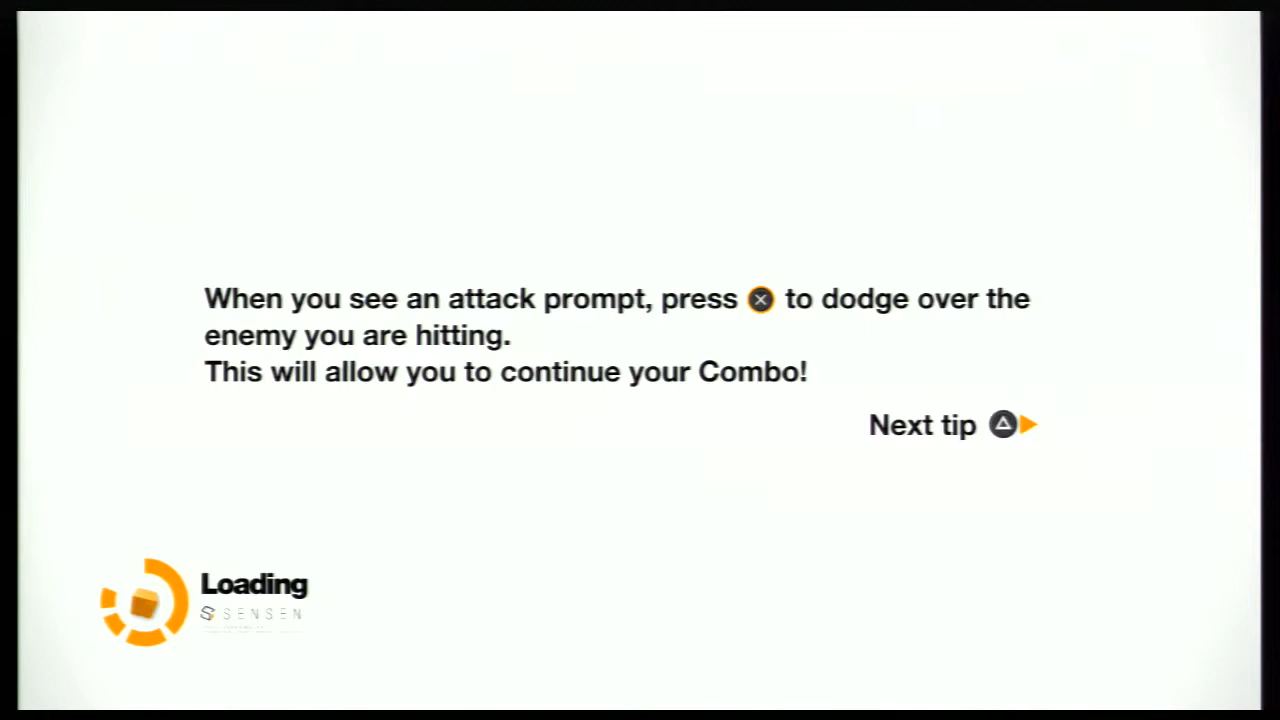 When you see an attack prompt, press ⓧ to dodge over the
enemy you are hitting.
This will allow you to continue your Combo!
Next tip
Loading
SENSEN